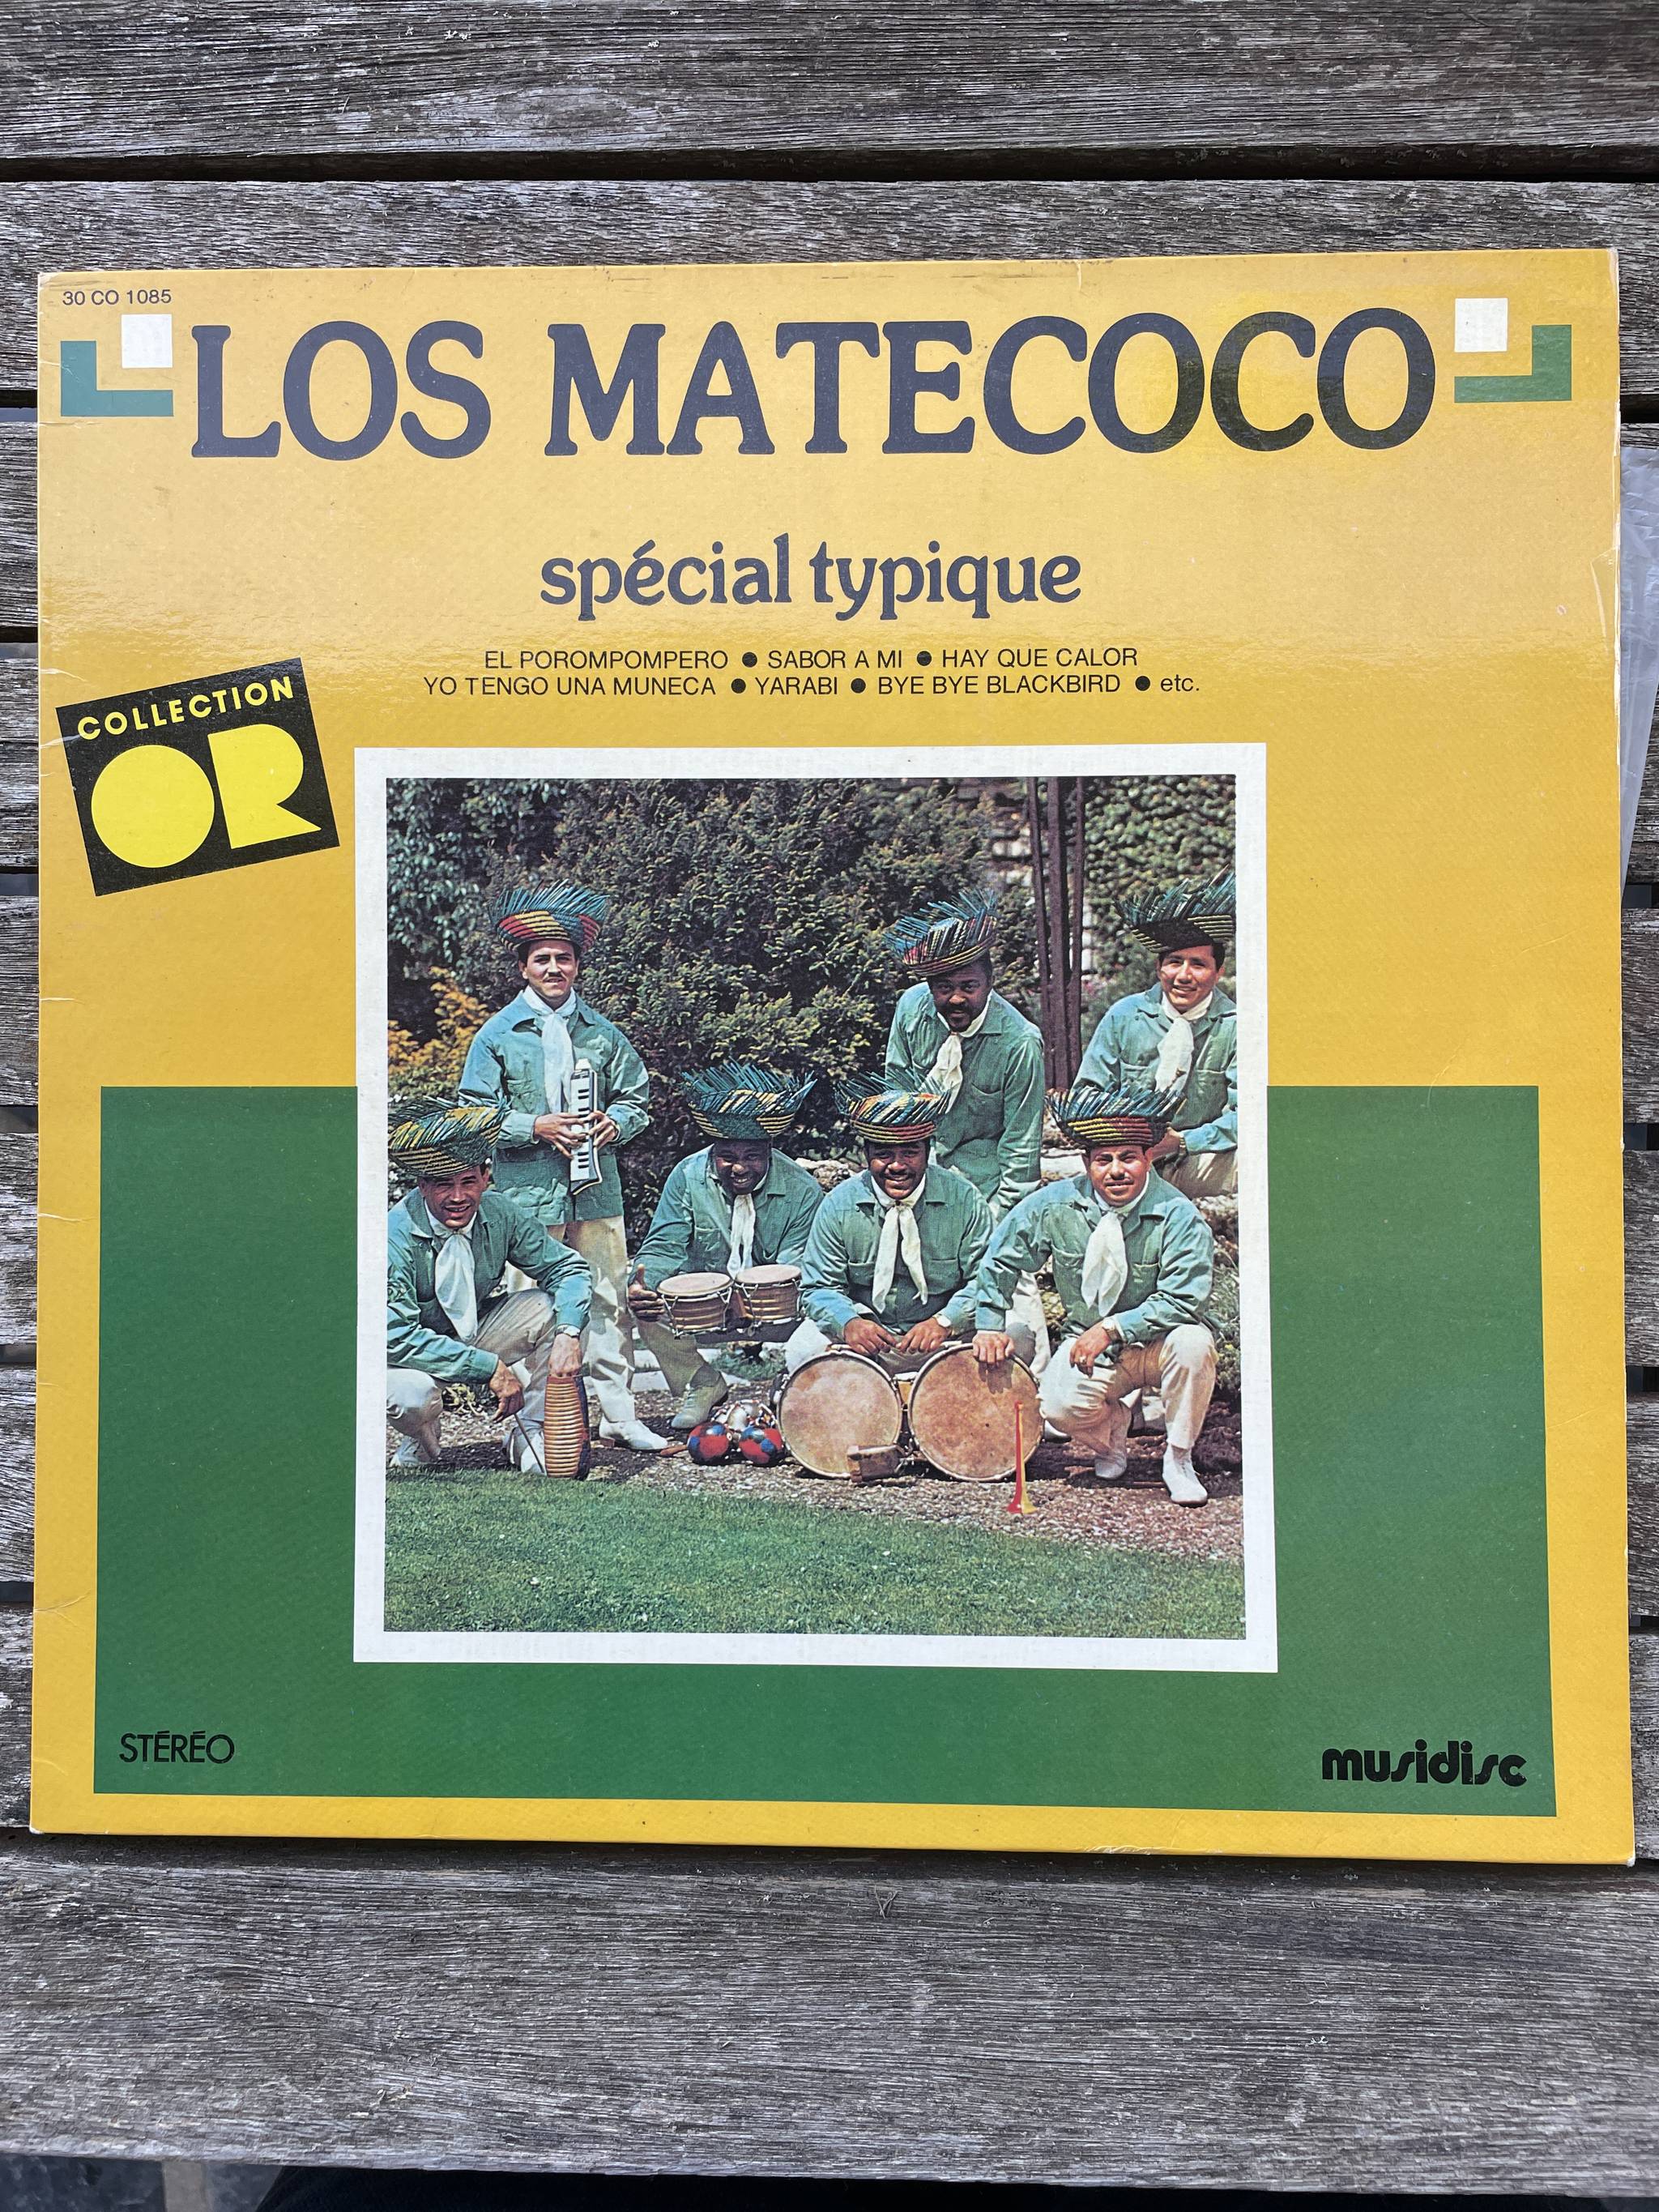 30 CO 1085
LOS MATECOCO
spécial typique
EL POROMPOMPERO ● SABOR A MI ● HAY QUE CALOR
YO TENGO UNA MUNECA ● YARABI ● BYE BYE BLACKBIRD ● etc.
COLLECTION
OR
STÉRÉO
musidisc